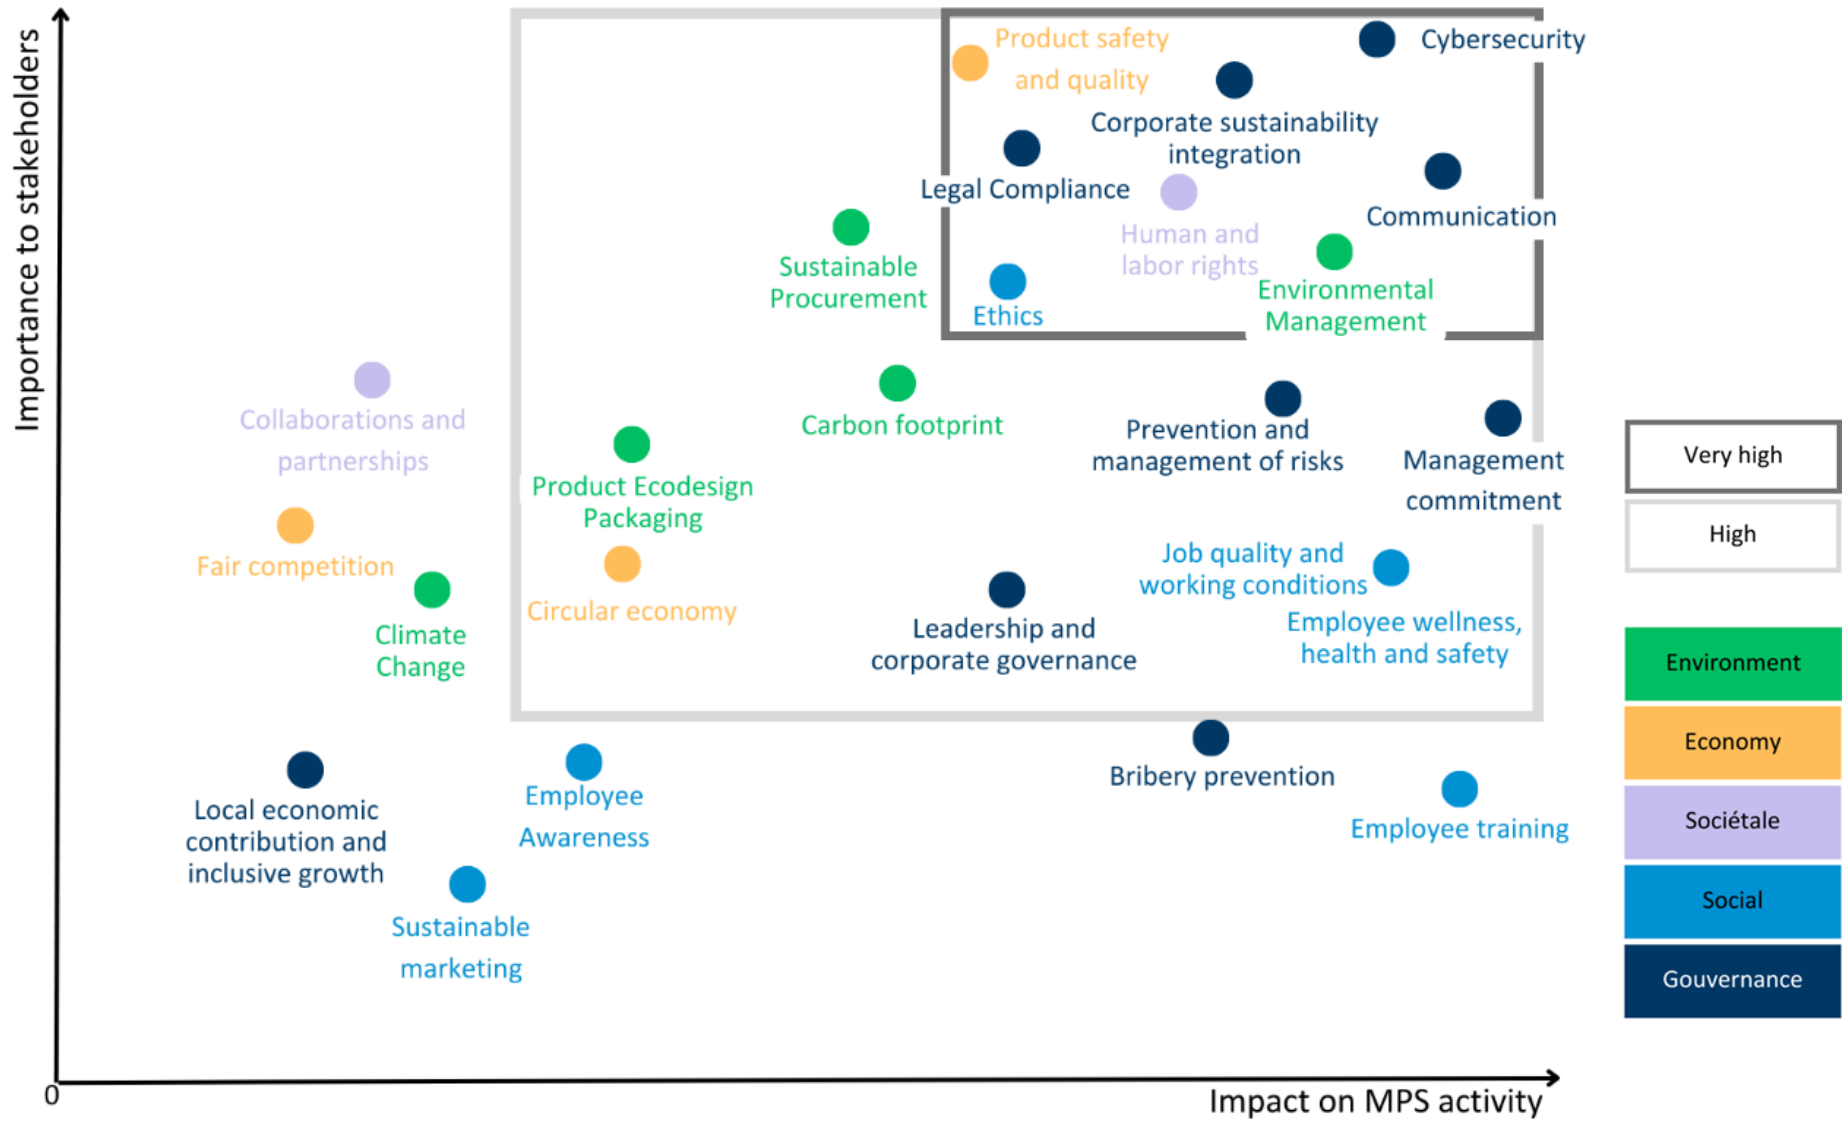 Importance to stakeholders
Product safety
and quality
Cybersecurity
Corporate sustainability
integration
Legal Compliance
Communication
Human and
labor rights
Sustainable
Procurement
Environmental
Management
Ethics
Collaborations and
partnerships
Carbon footprint
Prevention and
management of risks
Management
commitment
Product Ecodesign
Packaging
Fair competition
Job quality and
working conditions
Circular economy
Climate
Change
Leadership and
corporate governance
Employee wellness,
health and safety
Bribery prevention
Local economic
contribution and
inclusive growth
Employee
Awareness
Employee training
Sustainable
marketing
Very high
High
Environment
Economy
Sociétale
Social
Gouvernance
0
Impact on MPS activity